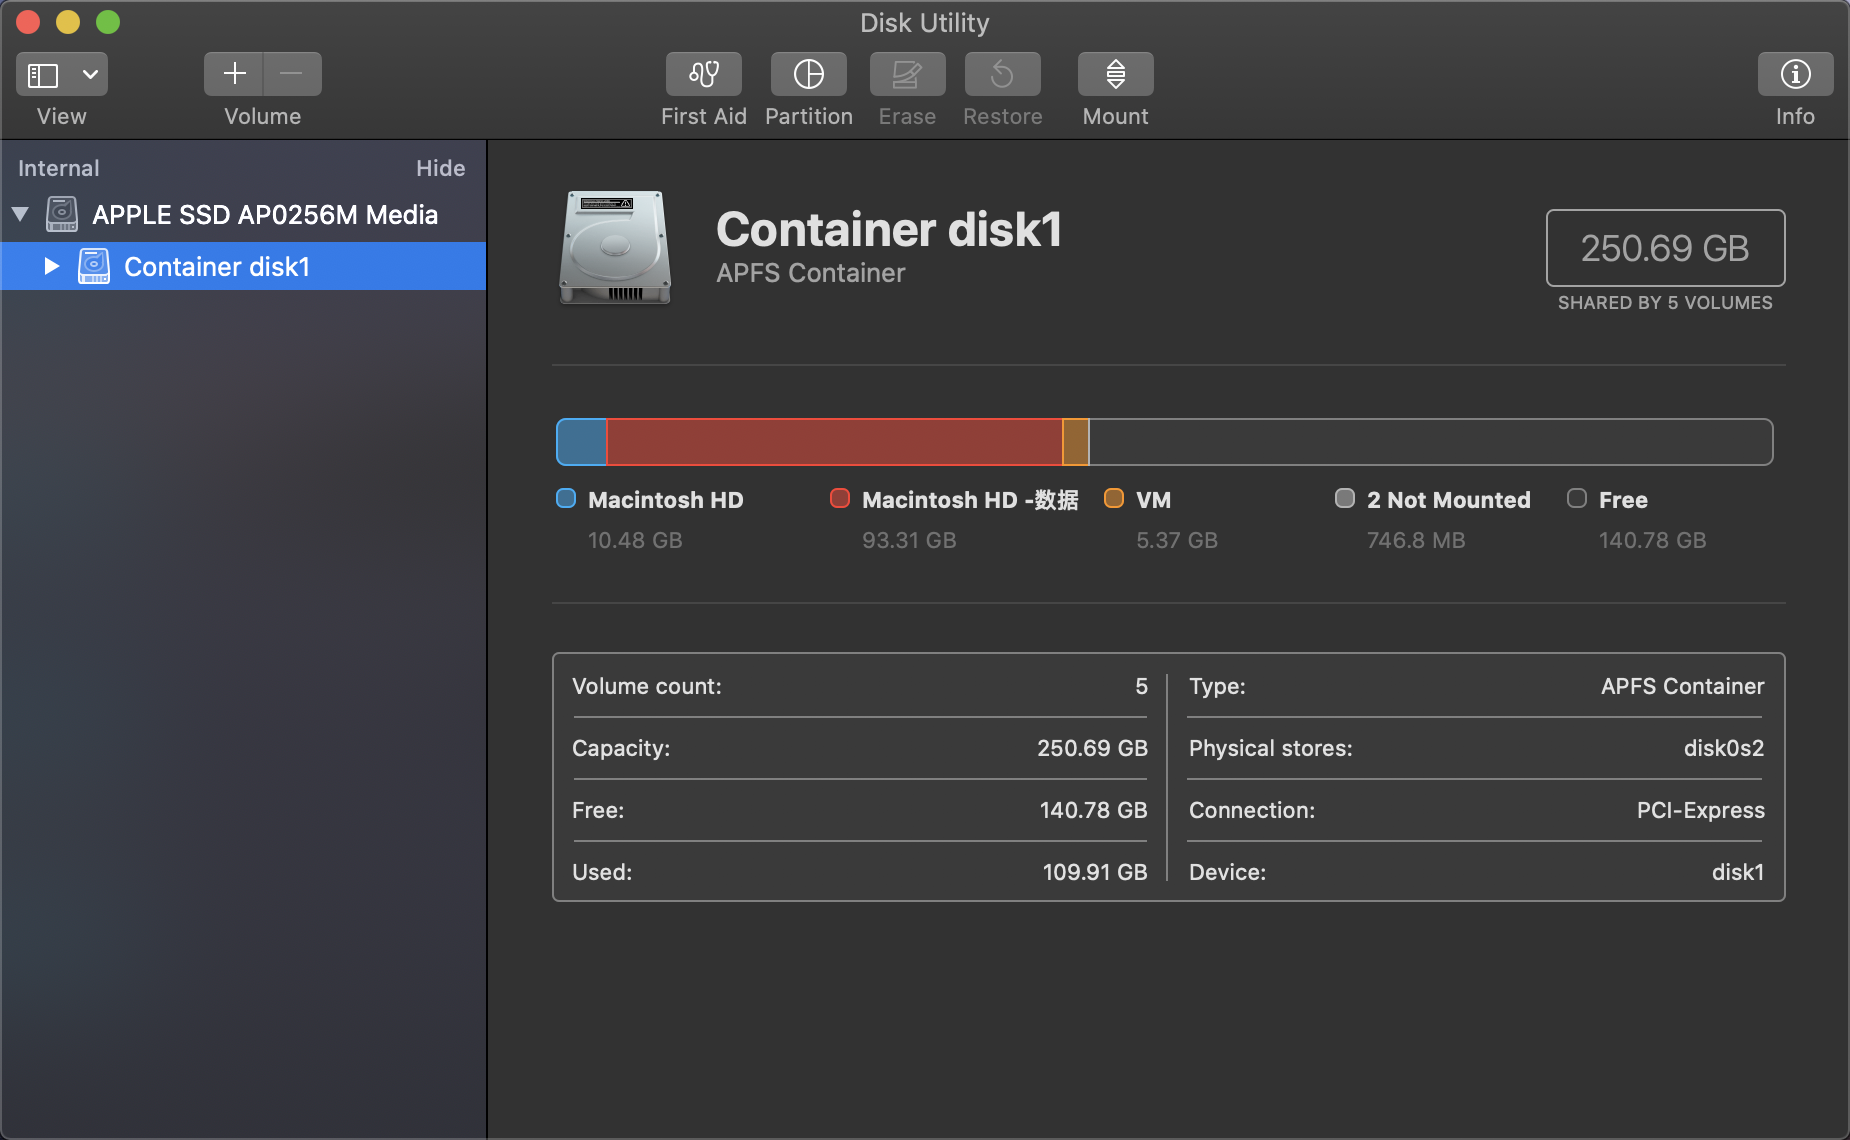 Disk Utility
View
Volume
First Aid
Partition
Erase
Restore
Mount
Info
Internal
Hide
APPLE SSD AP0256M Media
Container disk1
Container disk1
APFS Container
250.69 GB
SHARED BY 5 VOLUMES
Macintosh HD
10.48 GB
Macintosh HD -数据
93.31 GB
VM
5.37 GB
2 Not Mounted
746.8 MB
Free
140.78 GB
Volume count: 5
Capacity: 250.69 GB
Free: 140.78 GB
Used: 109.91 GB
Type: APFS Container
Physical stores: disk0s2
Connection: PCI-Express
Device: disk1